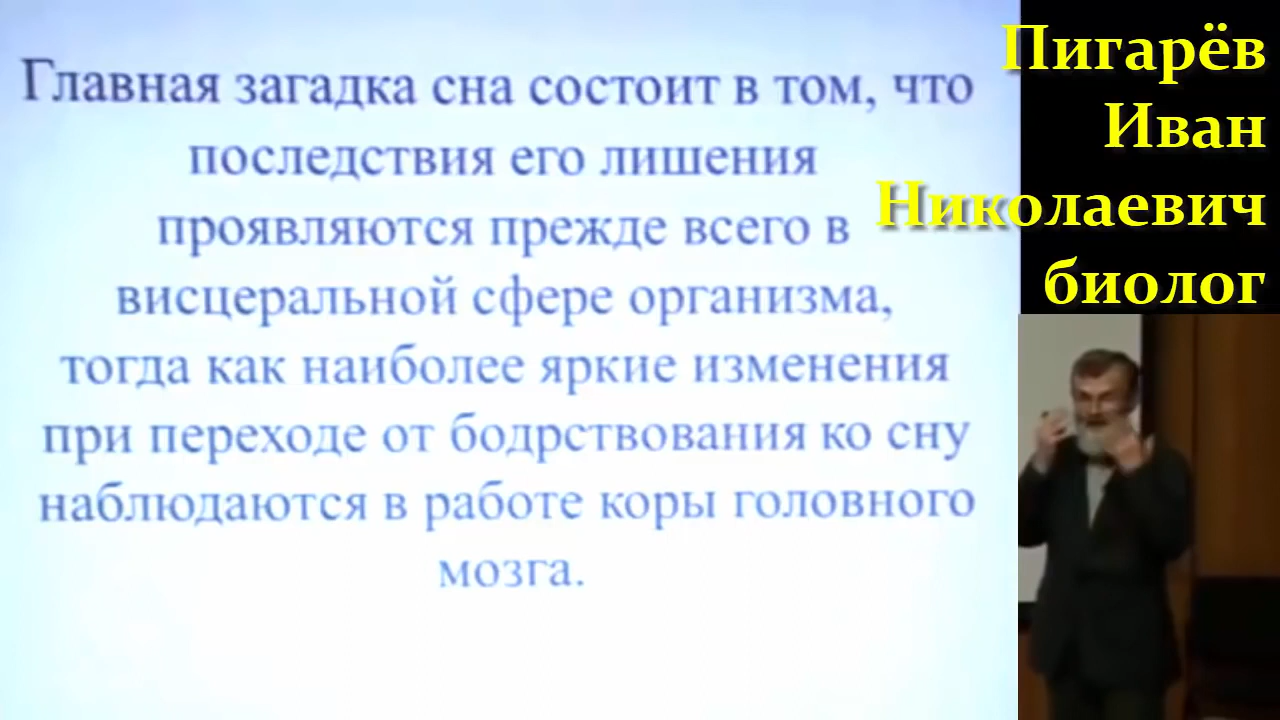 Главная загадка сна состоит в том, что
последствия его лишения
проявляются прежде всего в
висцеральной сфере организма,
тогда как наиболее яркие изменения
при переходе от бодрствования ко сну
наблюдаются в работе коры головного
мозга.
Пигарёв
Иван
Николаевич
биолог